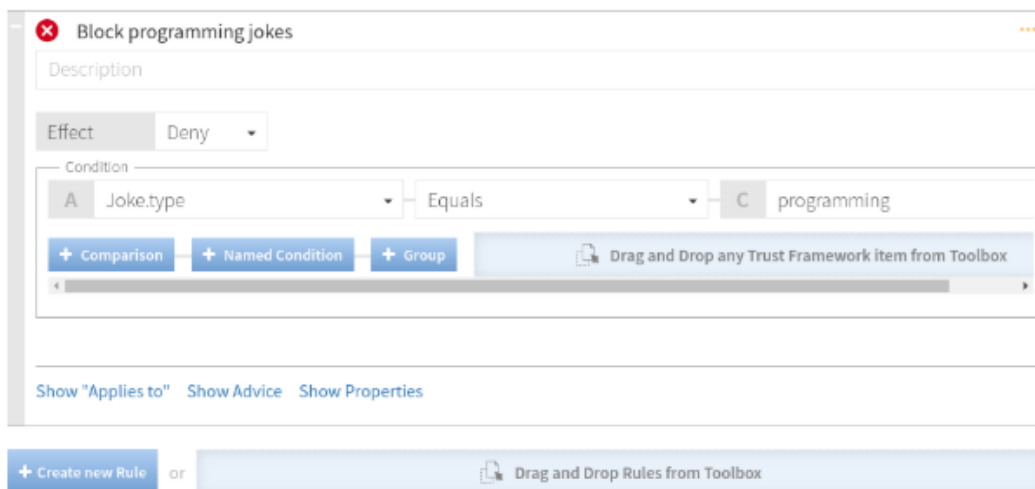 Block programming jokes
Description
Effect Deny
Condition
A Joke.type Equals C programming
+ Comparison + Named Condition + Group Drag and Drop any Trust Framework item from Toolbox
Show "Applies to" Show Advice Show Properties
+ Create new Rule or Drag and Drop Rules from Toolbox